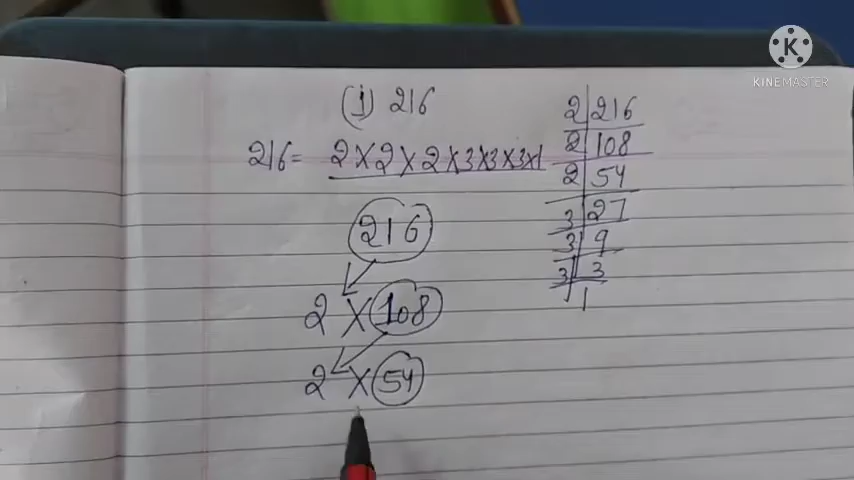 (1) 216
216 = 2 × 2 × 2 × 3 × 3 × 3 × 1
216
2 × 108
2 × 54
2 | 216
2 | 108
2 | 54
3 | 27
3 | 9
3 | 3
1
K
KINEMASTER